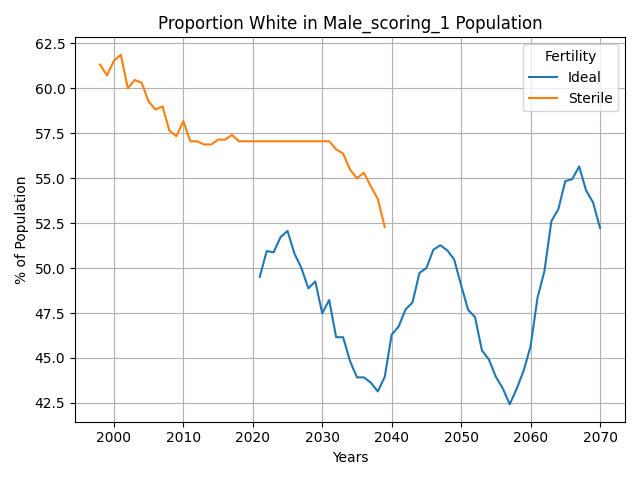 Proportion White in Male_scoring_1 Population
% of Population
62.5
60.0
57.5
55.0
52.5
50.0
47.5
45.0
42.5
Fertility
Ideal
Sterile
2000 2010 2020 2030 2040 2050 2060 2070
Years